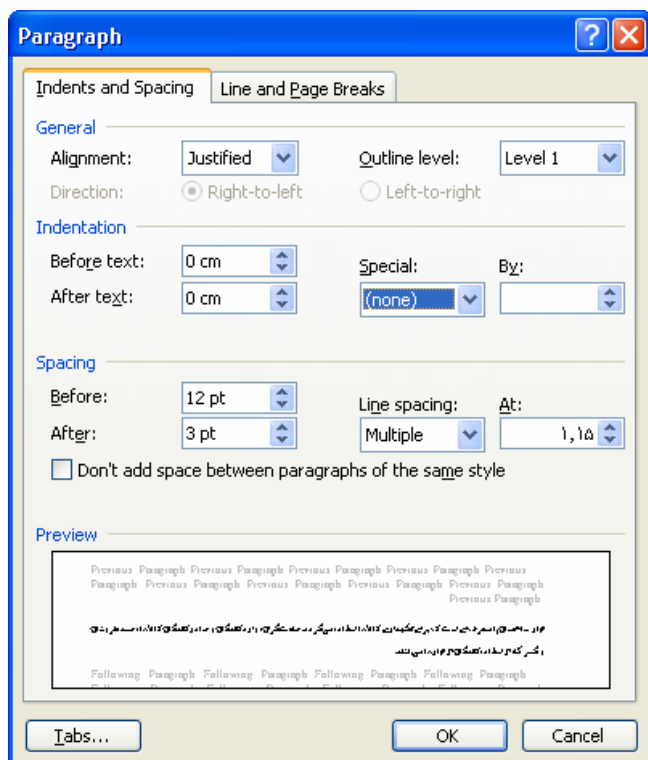 Paragraph
Indents and Spacing Line and Page Breaks
General
Alignment: Justified Outline level: Level 1
Direction: Right-to-left Left-to-right
Indentation
Before text: 0 cm Special: By:
After text: 0 cm (none)
Spacing
Before: 12 pt Line spacing: At:
After: 3 pt Multiple ۱,۱۵
Don't add space between paragraphs of the same style
Preview
Previous Paragraph Previous Paragraph Previous Paragraph Previous Paragraph Previous
Paragraph Previous Paragraph Previous Paragraph Previous Paragraph Previous Paragraph
Previous Paragraph
Following Paragraph Following Paragraph Following Paragraph Following Paragraph
Tabs... OK Cancel